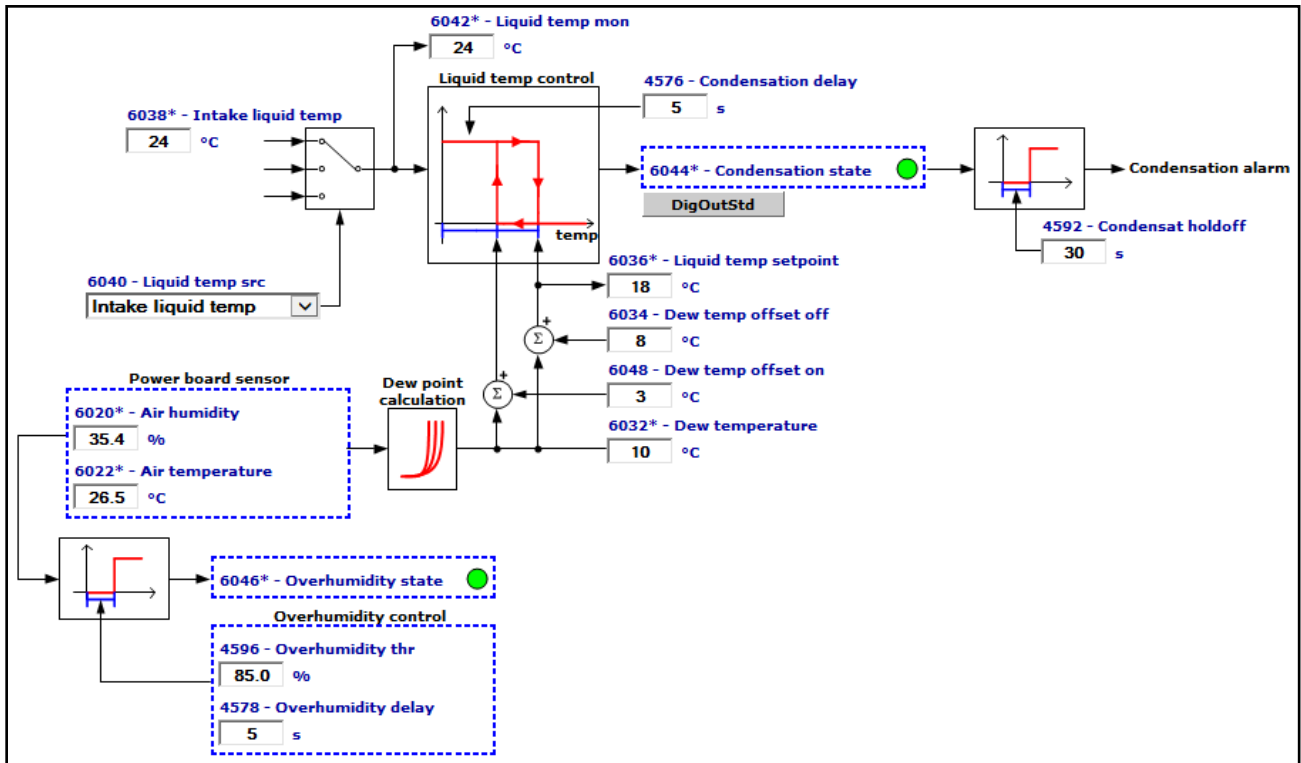 6042* - Liquid temp mon
24 °C
Liquid temp control
4576 - Condensation delay
5 s
6038* - Intake liquid temp
24 °C
6044* - Condensation state
DigOutStd
Condensation alarm
temp
4592 - Condensat holdoff
30 s
6040 - Liquid temp src
Intake liquid temp
6036* - Liquid temp setpoint
18 °C
6034 - Dew temp offset off
+
Σ
8 °C
6048 - Dew temp offset on
+
Σ
3 °C
6032* - Dew temperature
10 °C
Power board sensor
Dew point
calculation
6020* - Air humidity
35.4 %
6022* - Air temperature
26.5 °C
6046* - Overhumidity state
Overhumidity control
4596 - Overhumidity thr
85.0 %
4578 - Overhumidity delay
5 s